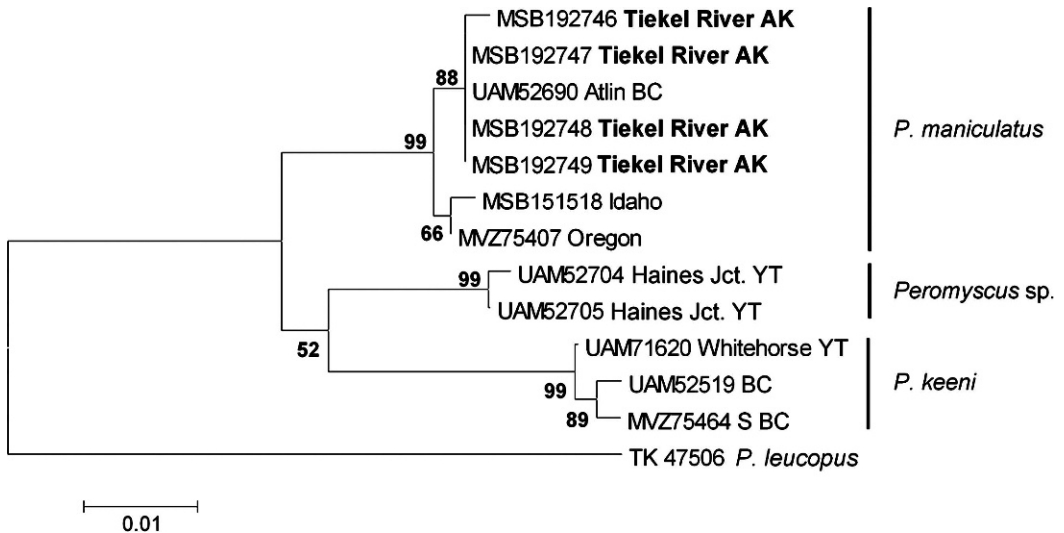 MSB192746 Tiekel River AK
MSB192747 Tiekel River AK
88
UAM52690 Atlin BC
P. maniculatus
MSB192748 Tiekel River AK
99
MSB192749 Tiekel River AK
MSB151518 Idaho
66
MVZ75407 Oregon
UAM52704 Haines Jct. YT
99
Peromyscus sp.
UAM52705 Haines Jct. YT
52
UAM71620 Whitehorse YT
UAM52519 BC
P. keeni
99
89
MVZ75464 S BC
TK 47506 P. leucopus
0.01